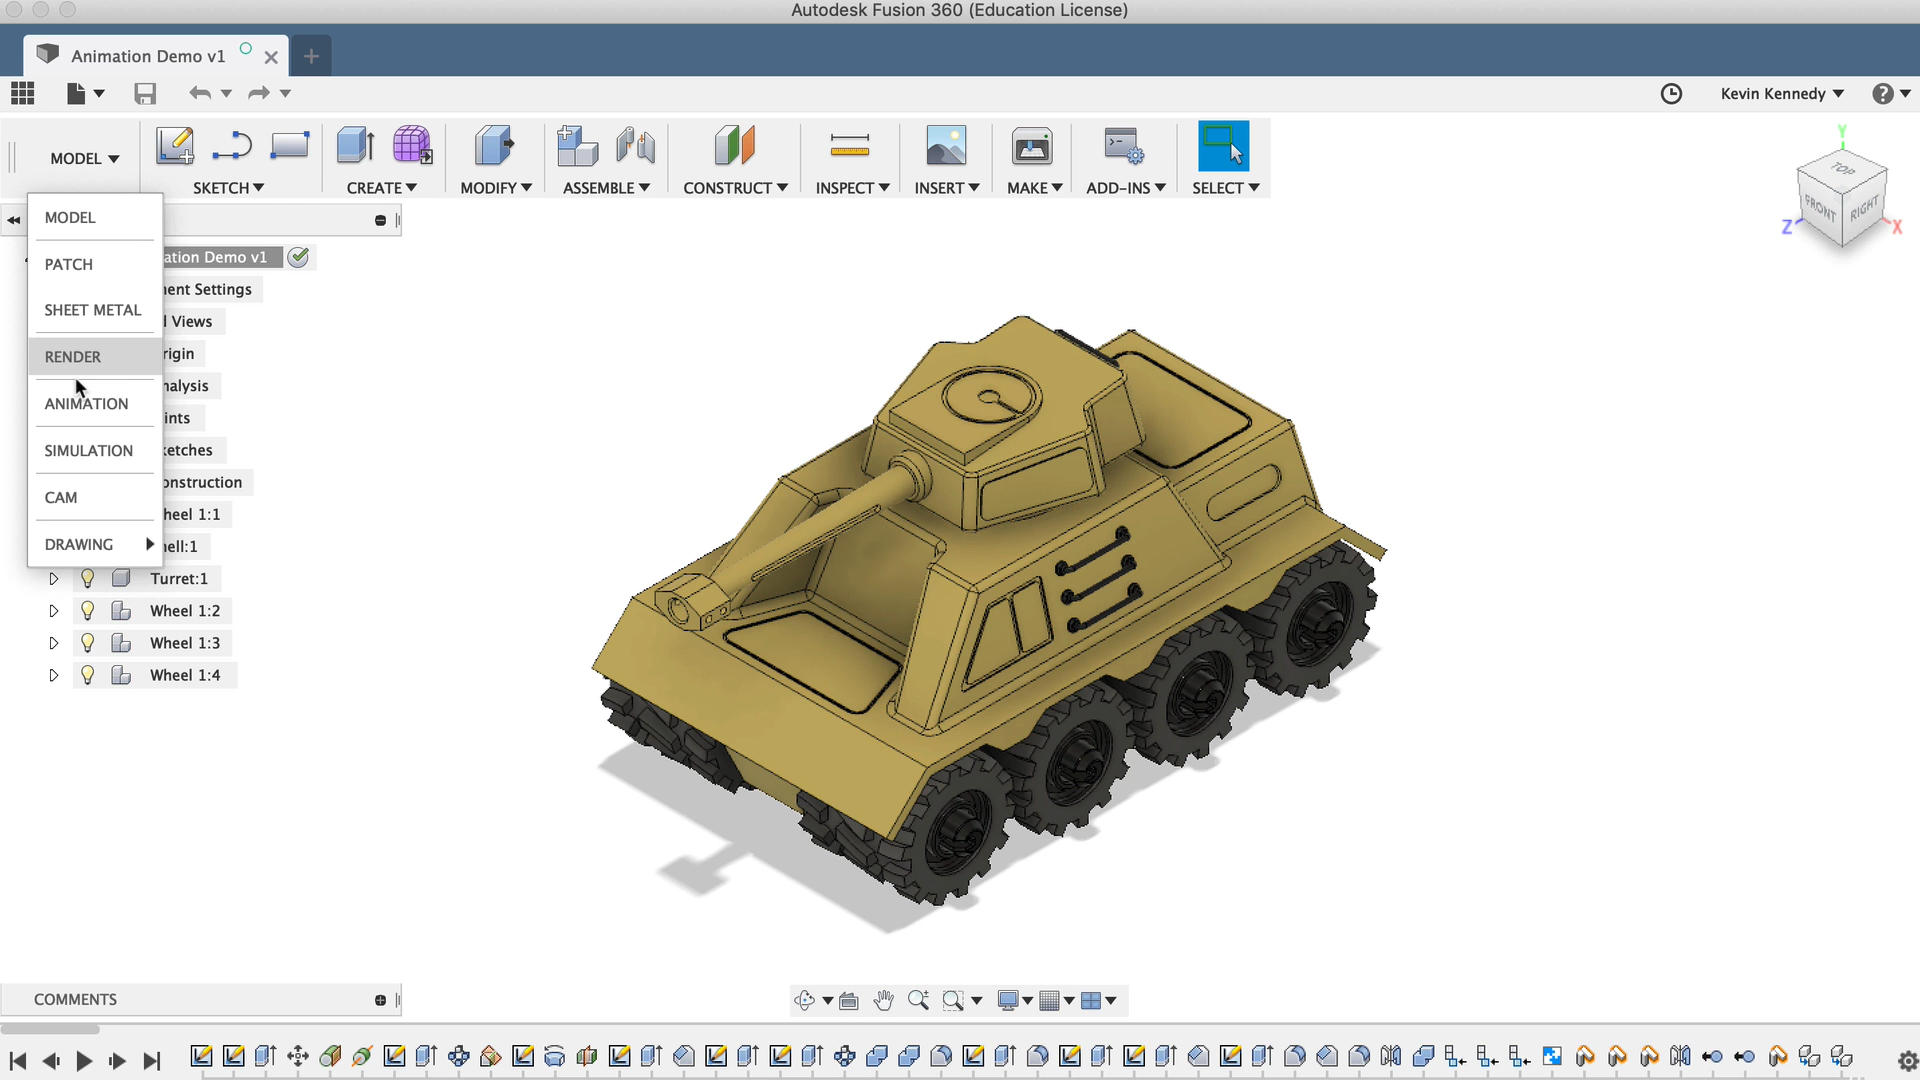 Autodesk Fusion 360 (Education License)
Animation Demo v1
Kevin Kennedy
MODEL
SKETCH
CREATE
MODIFY
ASSEMBLE
CONSTRUCT
INSPECT
INSERT
MAKE
ADD-INS
SELECT
TOP
FRONT
RIGHT
Y
Z
X
MODEL
PATCH
SHEET METAL
RENDER
ANIMATION
SIMULATION
CAM
DRAWING
ation Demo v1
ent Settings
Views
rigin
nalysis
ints
ketches
onstruction
heel 1:1
ell:1
Turret:1
Wheel 1:2
Wheel 1:3
Wheel 1:4
COMMENTS